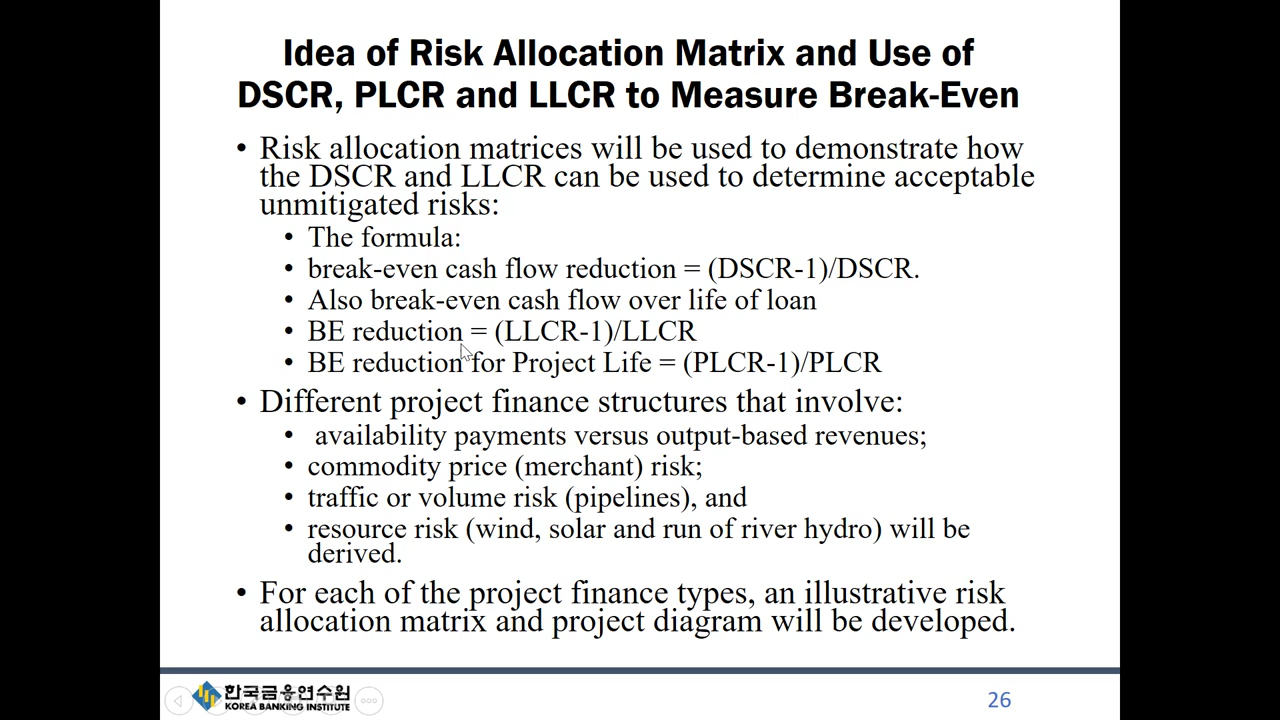 Idea of Risk Allocation Matrix and Use of
DSCR, PLCR and LLCR to Measure Break-Even
• Risk allocation matrices will be used to demonstrate how
the DSCR and LLCR can be used to determine acceptable
unmitigated risks:
• The formula:
• break-even cash flow reduction = (DSCR-1)/DSCR.
• Also break-even cash flow over life of loan
• BE reduction = (LLCR-1)/LLCR
• BE reduction for Project Life = (PLCR-1)/PLCR
• Different project finance structures that involve:
• availability payments versus output-based revenues;
• commodity price (merchant) risk;
• traffic or volume risk (pipelines), and
• resource risk (wind, solar and run of river hydro) will be
derived.
• For each of the project finance types, an illustrative risk
allocation matrix and project diagram will be developed.
한국금융연수원
KOREA BANKING INSTITUTE
26